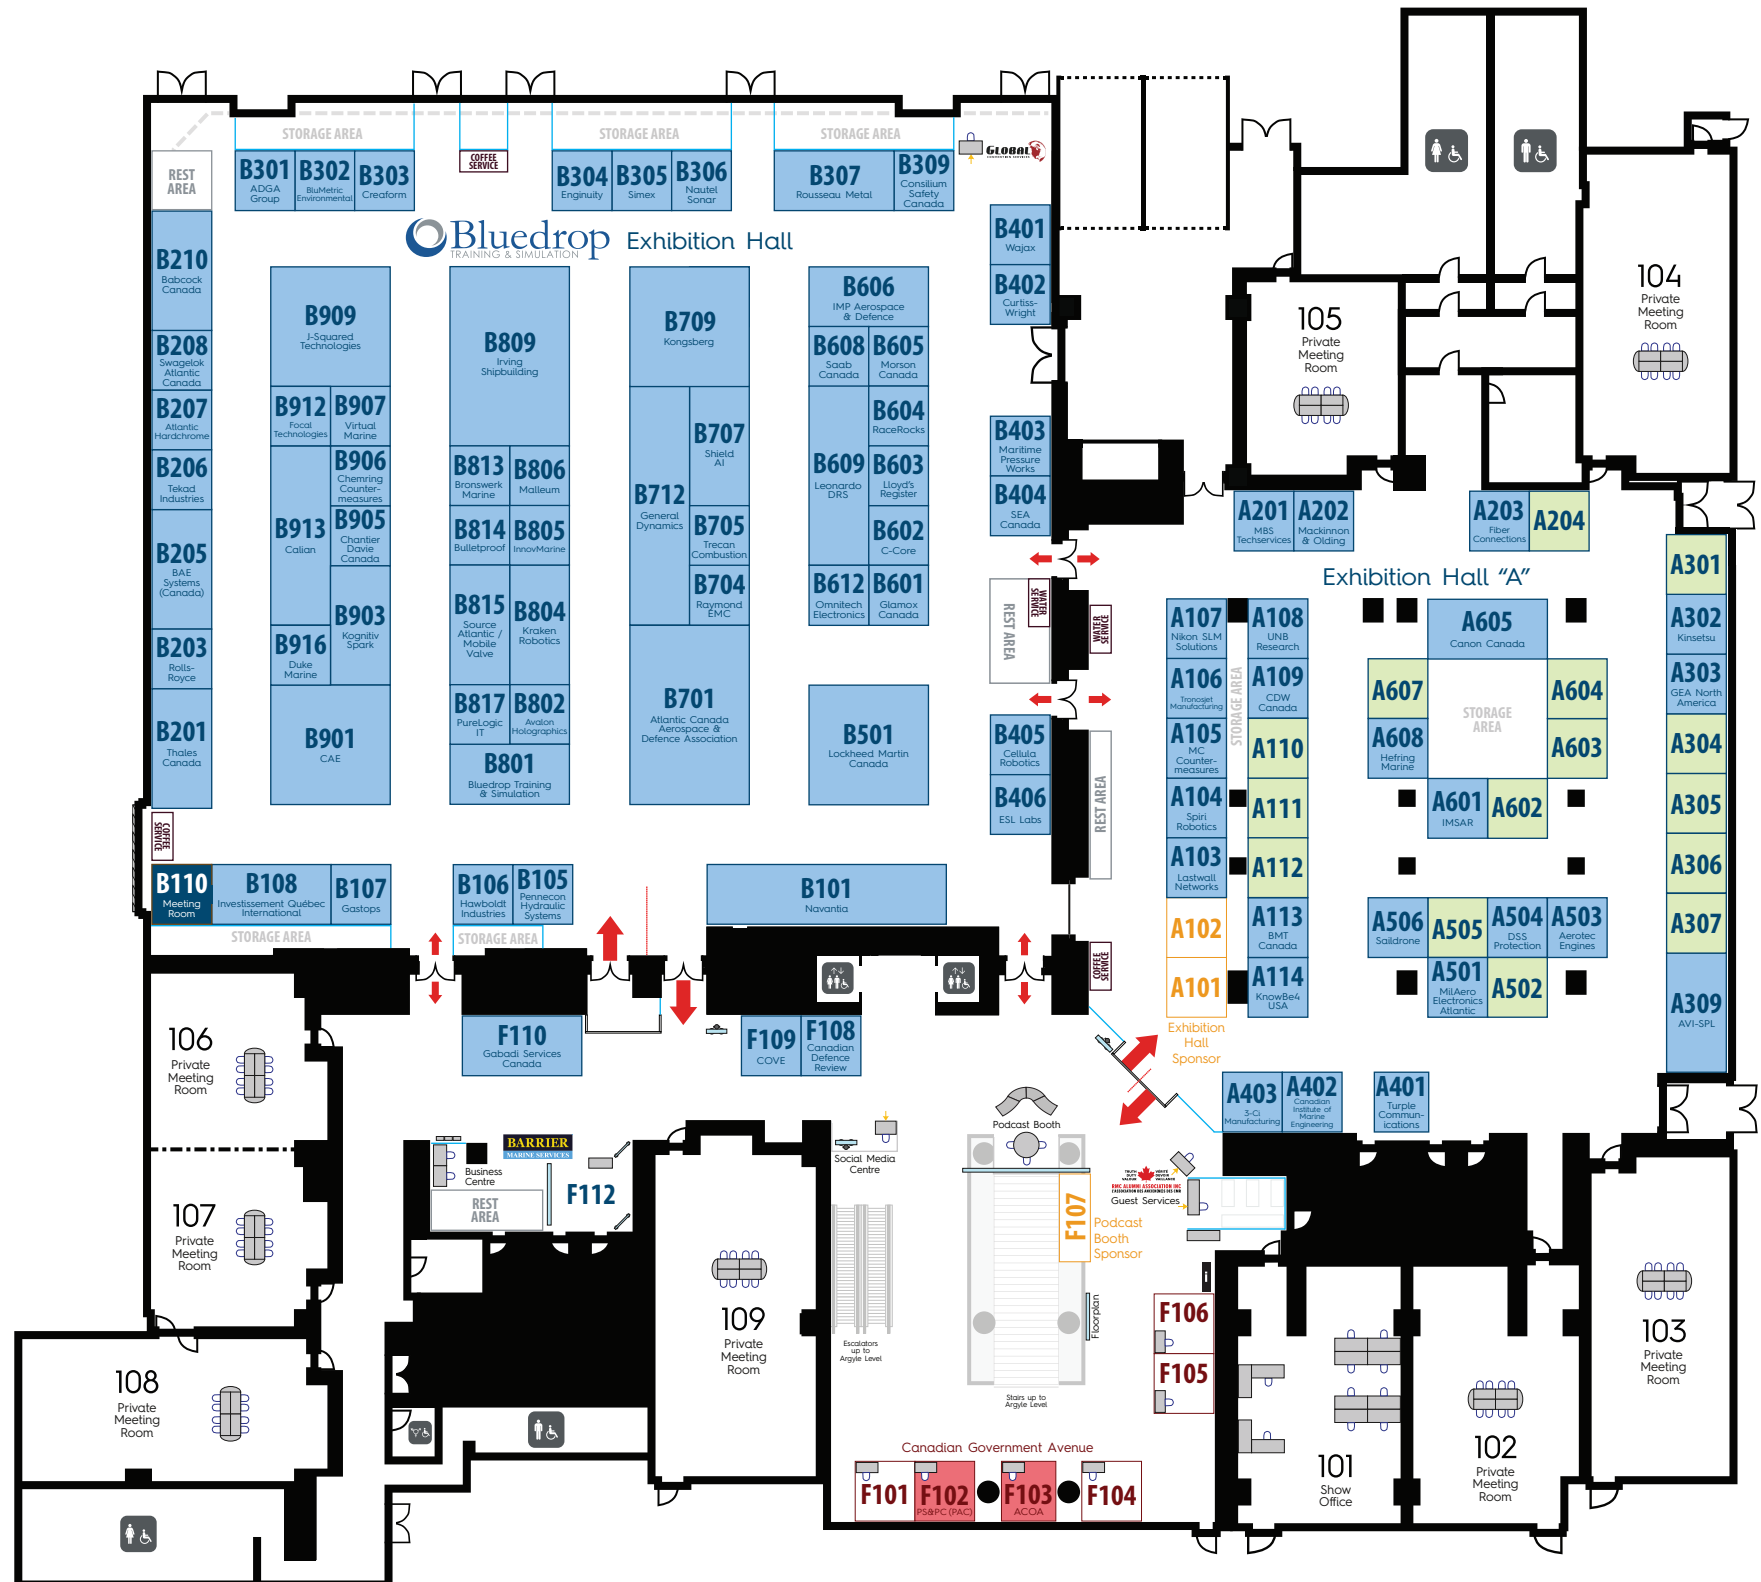 STORAGE AREA
STORAGE AREA
STORAGE AREA
COFFEE
SERVICE
GLOBAL
REST
AREA
B301
ADGA
Group
B302
BluMetric
Environmental
B303
Creaform
B304
Enginuity
B305
Simex
B306
Nautel
Sonar
B307
Rousseau Metal
B309
Consilium
Safety
Canada
Bluedrop
TRAINING & SIMULATION
Exhibition Hall
B401
Wajax
B402
Curtiss-
Wright
B210
Babcock
Canada
B208
Swagelok
Atlantic
Canada
B207
Atlantic
Hardchrome
B206
Tekad
Industries
B205
BAE
Systems
(Canada)
B203
Rolls-
Royce
B201
Thales
Canada
B909
J-Squared
Technologies
B912
Focal
Technologies
B907
Virtual
Marine
B906
Chemring
Counter-
measures
B913
Calian
B905
Chantier
Davie
Canada
B903
Kognitiv
Spark
B916
Duke
Marine
B901
CAE
B809
Irving
Shipbuilding
B813
Bronswerk
Marine
B806
Malleum
B814
Bulletproof
B805
InnovMarine
B815
Source
Atlantic /
Mobile
Valve
B804
Kraken
Robotics
B817
PureLogic
IT
B802
Avalon
Holographics
B801
Bluedrop Training
& Simulation
B709
Kongsberg
B707
Shield
AI
B712
General
Dynamics
B705
Trecan
Combustion
B704
Raymond
EMC
B701
Atlantic Canada
Aerospace &
Defence Association
B606
IMP Aerospace
& Defence
B608
Saab
Canada
B605
Morson
Canada
B604
RaceRocks
B609
Leonardo
DRS
B603
Lloyd's
Register
B602
C-Core
B612
Omnitech
Electronics
B601
Glamox
Canada
B501
Lockheed Martin
Canada
B403
Maritime
Pressure
Works
B404
SEA
Canada
REST AREA
WATER
SERVICE
WATER
SERVICE
B405
Cellula
Robotics
B406
ESL Labs
REST AREA
COFFEE
SERVICE
COFFEE
SERVICE
B110
Meeting
Room
B108
Investissement Québec
International
B107
Gastops
B106
Hawboldt
Industries
B105
Pennecon
Hydraulic
Systems
B101
Navantia
STORAGE AREA
STORAGE AREA
105
Private
Meeting
Room
104
Private
Meeting
Room
A201
MBS
Techservices
A202
Mackinnon
& Olding
A203
Fiber
Connections
A204
Exhibition Hall "A"
A301
A302
Kinsetsu
A303
GEA North
America
A304
A305
A306
A307
A309
AVI-SPL
A107
Nikon SLM
Solutions
A106
Tronosjet
Manufacturing
A105
MC
Counter-
measures
A104
Spiri
Robotics
A103
Lastwall
Networks
A102
A101
Exhibition
Hall
Sponsor
STORAGE AREA
A108
UNB
Research
A109
CDW
Canada
A110
A111
A112
A113
BMT
Canada
A114
KnowBe4
USA
A605
Canon Canada
A607
A604
STORAGE
AREA
A608
Hefring
Marine
A603
A601
IMSAR
A602
A506
Saildrone
A505
A504
DSS
Protection
A503
Aerotec
Engines
A501
MilAero
Electronics
Atlantic
A502
A403
3-Ci
Manufacturing
A402
Canadian
Institute of
Marine
Engineering
A401
Turple
Commun-
ications
106
Private
Meeting
Room
107
Private
Meeting
Room
108
Private
Meeting
Room
F110
Gabadi Services
Canada
F109
COVE
F108
Canadian
Defence
Review
BARRIER
MARINE SERVICES
Business
Centre
REST
AREA
F112
109
Private
Meeting
Room
Social Media
Centre
Escalators
up to
Argyle Level
Podcast Booth
F107
Podcast
Booth
Sponsor
Floorplan
Stairs up to
Argyle Level
TRUTH
DUTY
VALOUR
VÉRITÉ
DEVOIR
VAILLANCE
RMC ALUMNI ASSOCIATION INC
L'ASSOCIATION DES ANCIEN(NE)S DES CMR
Guest Services
F106
F105
Canadian Government Avenue
F101
F102
PS&PC (PAC)
F103
ACOA
F104
101
Show
Office
102
Private
Meeting
Room
103
Private
Meeting
Room